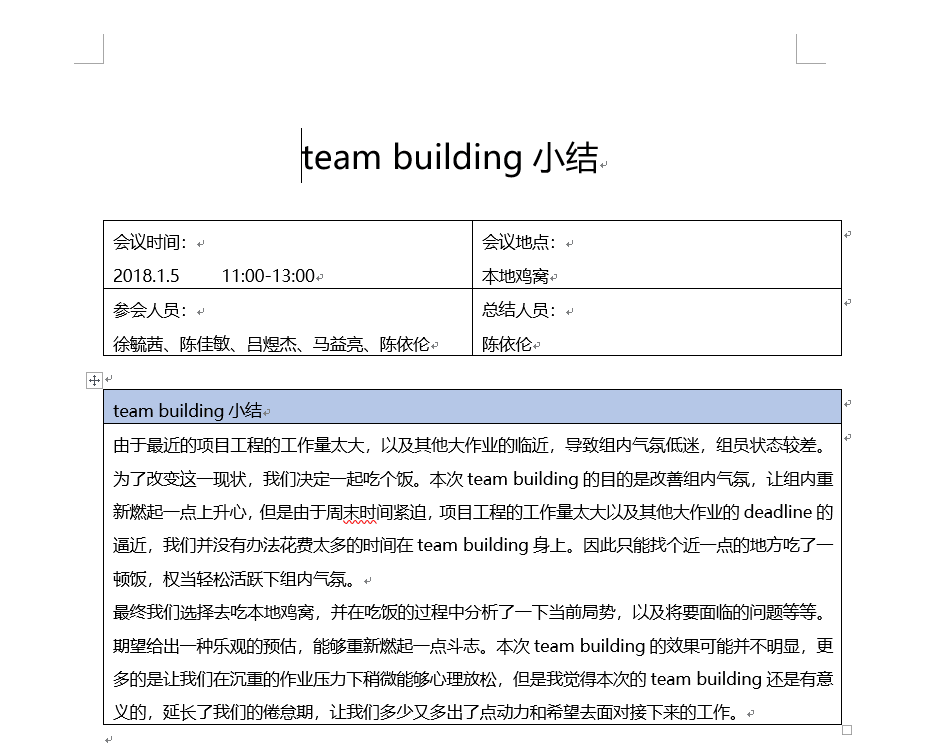 team building 小结
会议时间：
2018.1.5 11:00-13:00
会议地点：
本地鸡窝
参会人员：
徐毓茜、陈佳敏、吕煜杰、马益亮、陈依伦
总结人员：
陈依伦
team building 小结
由于最近的项目工程的工作量太大，以及其他大作业的临近，导致组内气氛低迷，组员状态较差。
为了改变这一现状，我们决定一起吃个饭。本次 team building 的目的是改善组内气氛，让组内重
新燃起一点上升心，但是由于周末时间紧迫，项目工程的工作量太大以及其他大作业的 deadline 的
逼近，我们并没有办法花费太多的时间在 team building 身上。因此只能找个近一点的地方吃了一
顿饭，权当轻松活跃下组内气氛。
最终我们选择去吃本地鸡窝，并在吃饭的过程中分析了一下当前局势，以及将要面临的问题等等。
期望给出一种乐观的预估，能够重新燃起一点斗志。本次 team building 的效果可能并不明显，更
多的是让我们在沉重的作业压力下稍微能够心理放松，但是我觉得本次的 team building 还是有意
义的，延长了我们的倦怠期，让我们多少又多出了点动力和希望去面对接下来的工作。